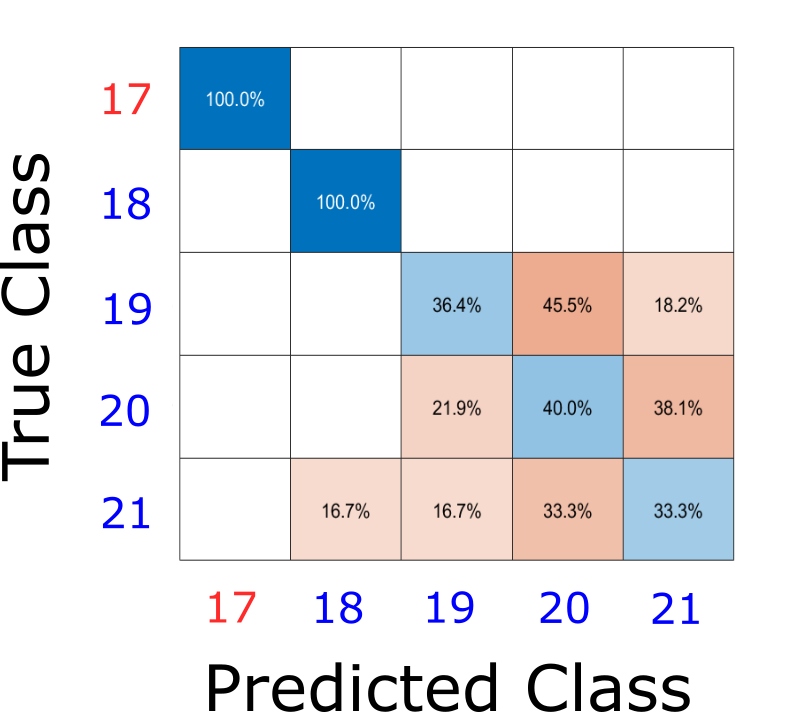 True Class
17 100.0%
18 100.0%
19 36.4% 45.5% 18.2%
20 21.9% 40.0% 38.1%
21 16.7% 16.7% 33.3% 33.3%
17 18 19 20 21
Predicted Class